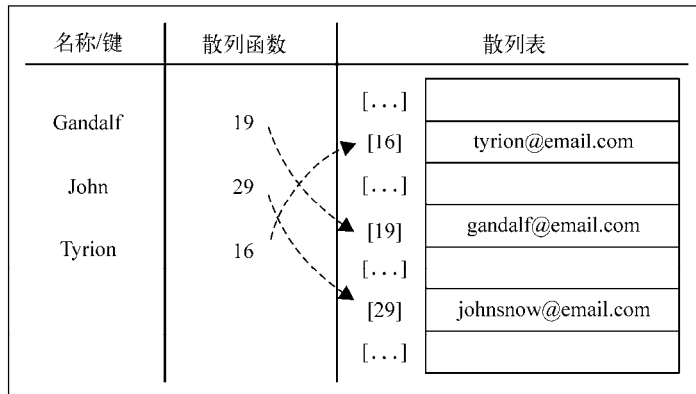 名称/键 散列函数 散列表
[...]
Gandalf 19
[16] tyrion@email.com
John 29 [...]
[19] gandalf@email.com
Tyrion 16
[...]
[29] johnsnow@email.com
[...]